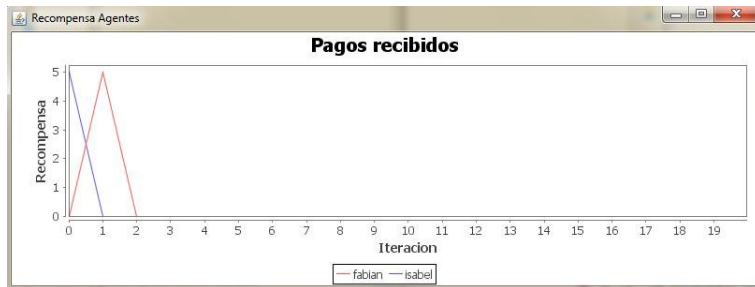 Recompensa Agentes
Pagos recibidos
Recompensa
5
4
3
2
1
0
0 1 2 3 4 5 6 7 8 9 10 11 12 13 14 15 16 17 18 19
Iteracion
fabian isabel